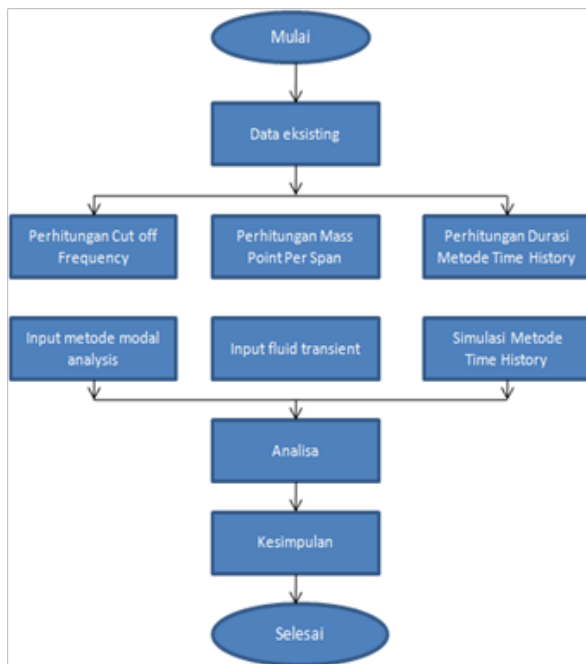 Mulai
Data eksisting
Perhitungan Cut off
Frequency
Perhitungan Mass
Point Per Span
Perhitungan Durasi
Metode Time History
Input metode modal
analysis
Input fluid transient
Simulasi Metode
Time History
Analisa
Kesimpulan
Selesai